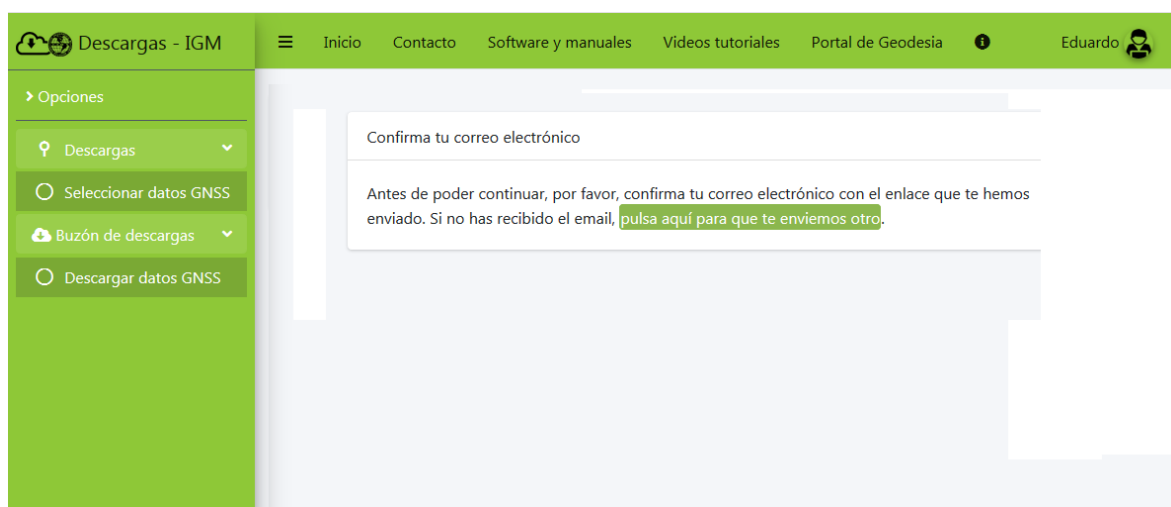 Descargas - IGM
Inicio Contacto Software y manuales Videos tutoriales Portal de Geodesia Eduardo
Opciones
Descargas
Seleccionar datos GNSS
Buzón de descargas
Descargar datos GNSS
Confirma tu correo electrónico
Antes de poder continuar, por favor, confirma tu correo electrónico con el enlace que te hemos
enviado. Si no has recibido el email, pulsa aquí para que te enviemos otro.